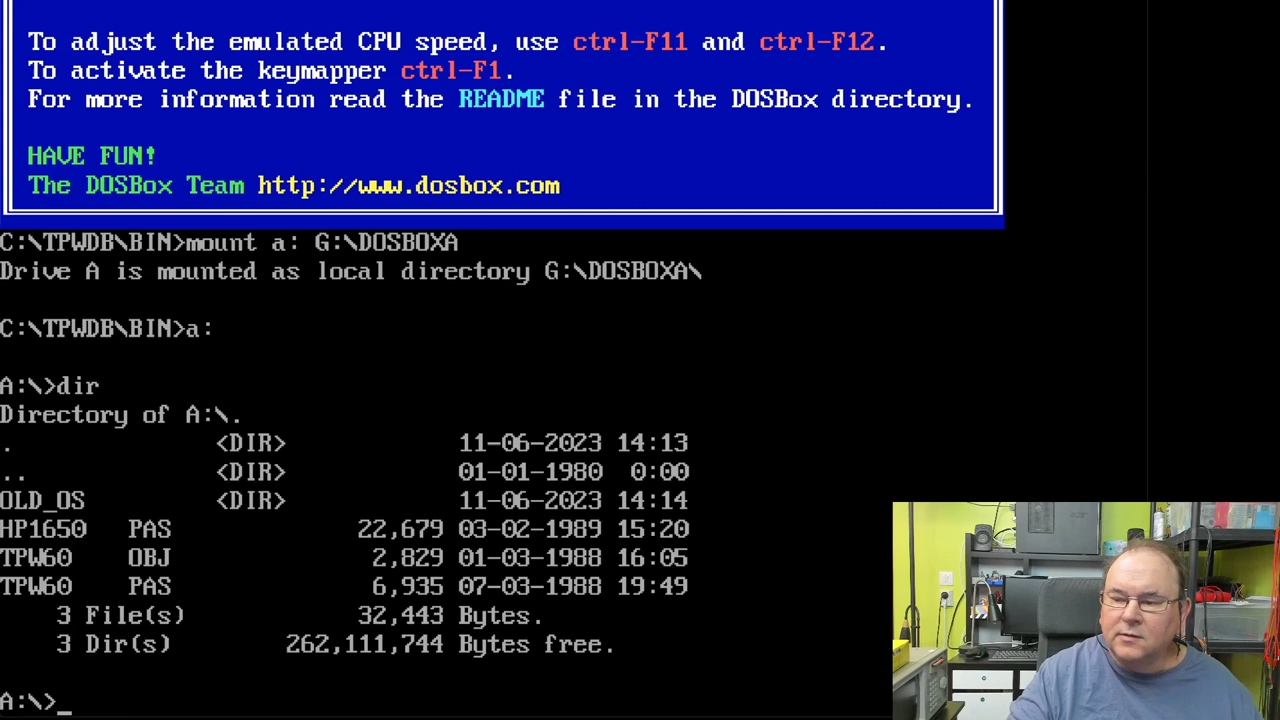 To adjust the emulated CPU speed, use ctrl-F11 and ctrl-F12.
To activate the keymapper ctrl-F1.
For more information read the README file in the DOSBox directory.
HAVE FUN!
The DOSBox Team http://www.dosbox.com
C:\TPWDB\BIN>mount a: G:\DOSBOXA
Drive A is mounted as local directory G:\DOSBOXA\
C:\TPWDB\BIN>a:
A:\>dir
Directory of A:\.
. <DIR> 11-06-2023 14:13
.. <DIR> 01-01-1980 0:00
OLD_OS <DIR> 11-06-2023 14:14
HP1650 PAS 22,679 03-02-1989 15:20
TPW60 OBJ 2,829 01-03-1988 16:05
TPW60 PAS 6,935 07-03-1988 19:49
3 File(s) 32,443 Bytes.
3 Dir(s) 262,111,744 Bytes free.
A:\>_